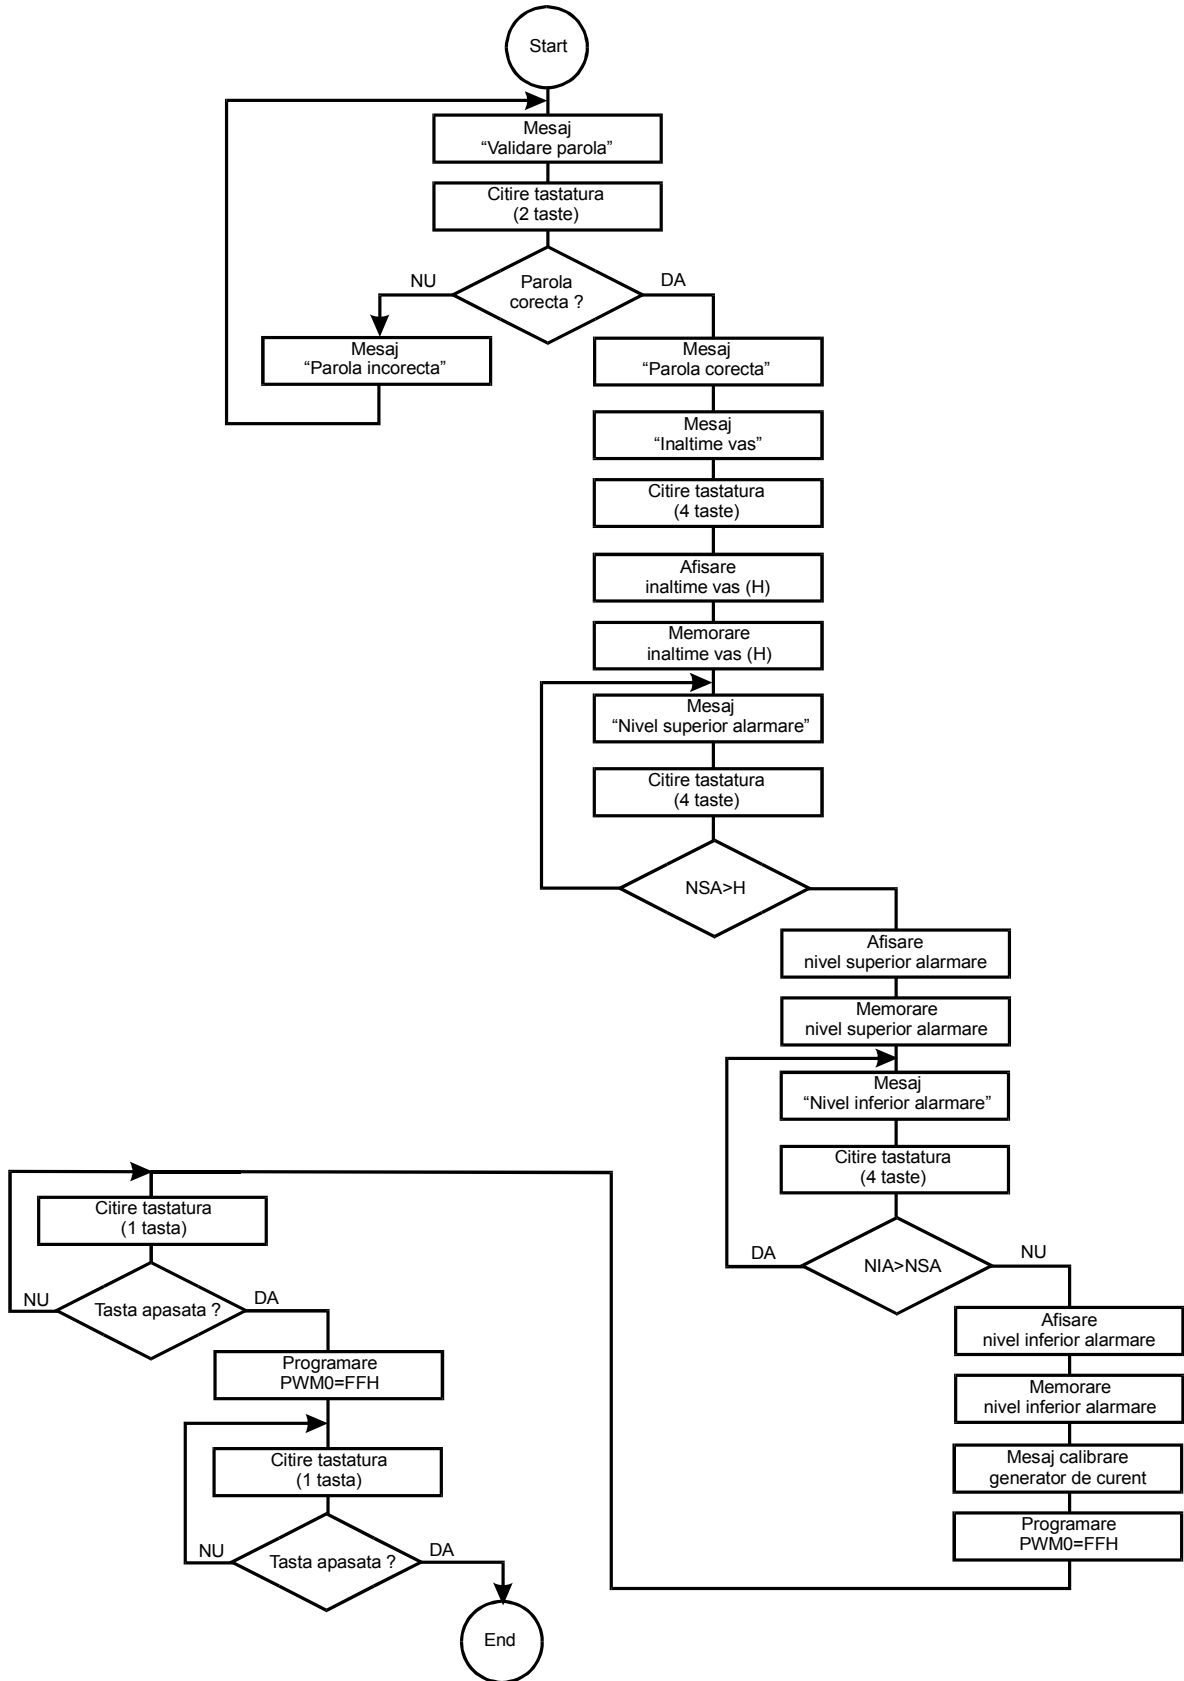 Start
Mesaj
“Validare parola”
Citire tastatura
(2 taste)
NU
Parola
corecta ?
DA
Mesaj
“Parola incorecta”
Mesaj
“Parola corecta”
Mesaj
“Inaltime vas”
Citire tastatura
(4 taste)
Afisare
inaltime vas (H)
Memorare
inaltime vas (H)
Mesaj
“Nivel superior alarmare”
Citire tastatura
(4 taste)
NSA>H
Afisare
nivel superior alarmare
Memorare
nivel superior alarmare
Mesaj
“Nivel inferior alarmare”
Citire tastatura
(4 taste)
DA
NIA>NSA
NU
Afisare
nivel inferior alarmare
Memorare
nivel inferior alarmare
Mesaj calibrare
generator de curent
Programare
PWM0=FFH
Citire tastatura
(1 tasta)
NU
Tasta apasata ?
DA
Programare
PWM0=FFH
Citire tastatura
(1 tasta)
NU
Tasta apasata ?
DA
End